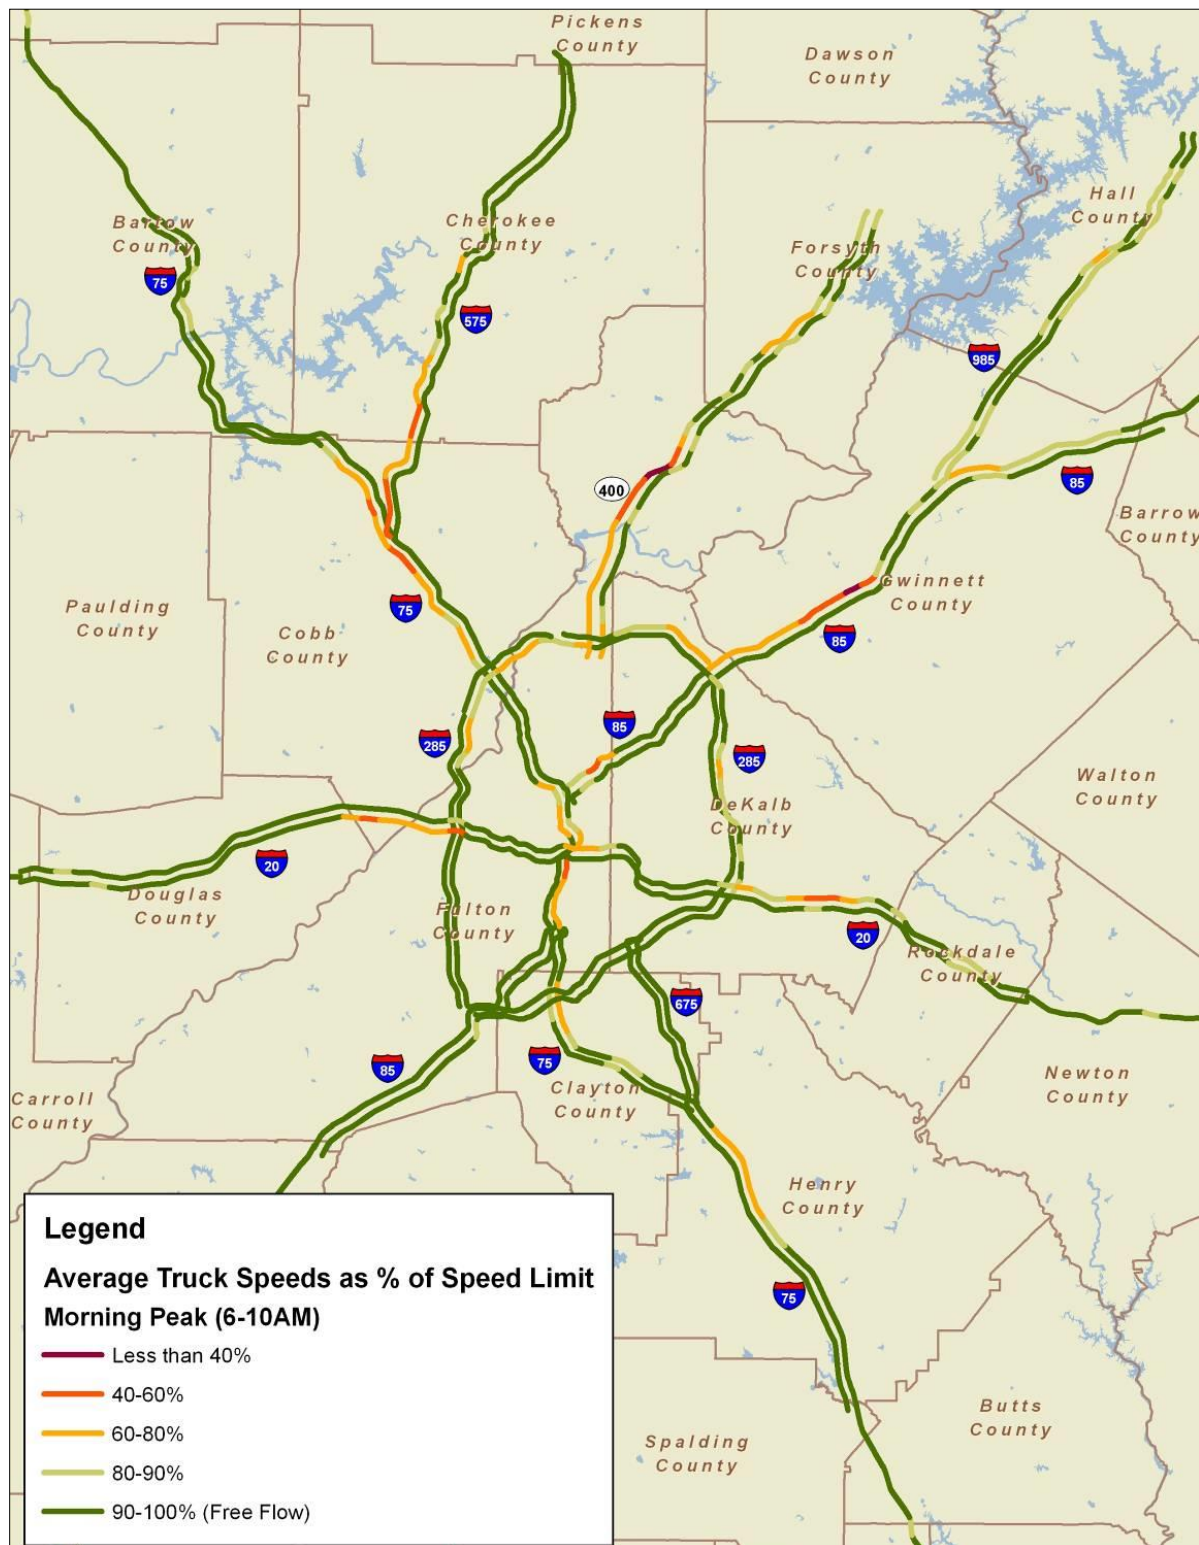 Pickens
County
Dawson
County
Hall
County
Bartow
County
Cherokee
County
Forsyth
County
75
575
985
400
85
Barrow
County
Gwinnett
County
Paulding
County
75
Cobb
County
85
285
85
285
Walton
County
DeKalb
County
20
Douglas
County
Fulton
County
20
Rockdale
County
675
85
75
Clayton
County
Newton
County
Carroll
County
Henry
County
75
Butts
County
Spalding
County
Legend
Average Truck Speeds as % of Speed Limit
Morning Peak (6-10AM)
Less than 40%
40-60%
60-80%
80-90%
90-100% (Free Flow)